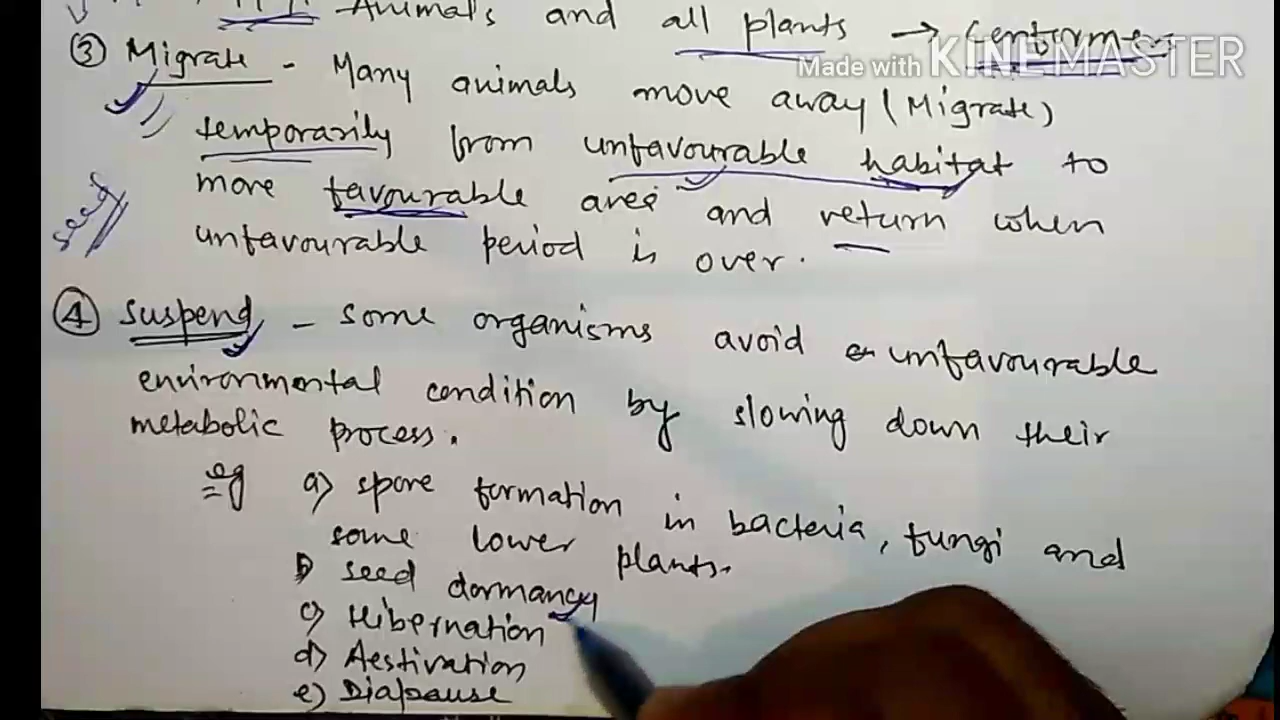 Animals and all plants → Conformers
Made with KINEMASTER
③ Migrate - Many animals move away (Migrate)
temporarily from unfavourable habitat to
more favourable area and return when
unfavourable period is over.
④ Suspend - some organisms avoid unfavourable
environmental condition by slowing down their
metabolic process.
eg a) spore formation in bacteria, fungi and
some lower plants.
b) seed dormancy
c) Hibernation
d) Aestivation
e) Diapause